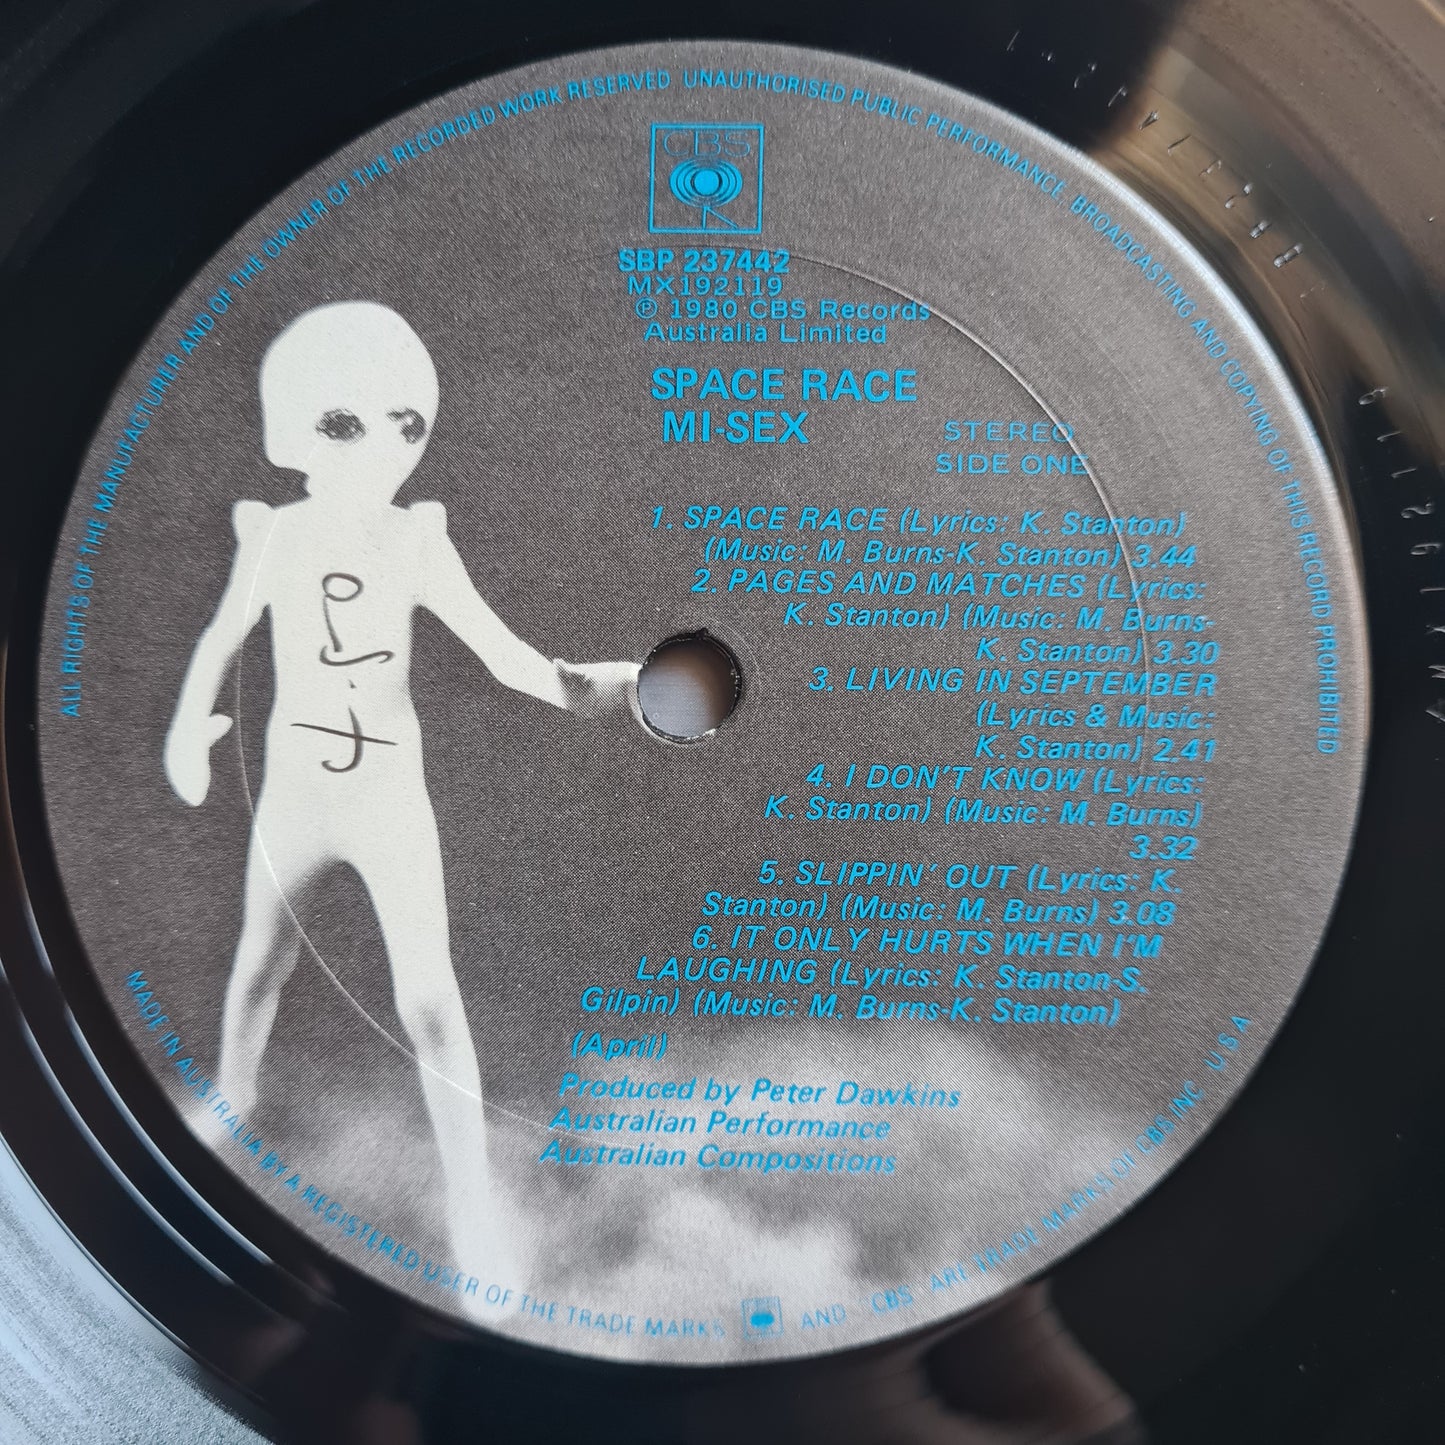 ALL RIGHTS OF THE MANUFACTURER AND OF THE OWNER OF THE RECORDED WORK RESERVED UNAUTHORISED PUBLIC PERFORMANCE, BROADCASTING AND COPYING OF THIS RECORD PROHIBITED
CBS
SBP 237442
MX192119
℗ 1980 CBS Records
Australia Limited
SPACE RACE
MI-SEX
STEREO
SIDE ONE
1. SPACE RACE (Lyrics: K. Stanton)
(Music: M. Burns-K. Stanton) 3.44
2. PAGES AND MATCHES (Lyrics:
K. Stanton) (Music: M. Burns-
K. Stanton) 3.30
3. LIVING IN SEPTEMBER
(Lyrics & Music:
K. Stanton) 2.41
4. I DON'T KNOW (Lyrics:
K. Stanton) (Music: M. Burns)
3.32
5. SLIPPIN' OUT (Lyrics: K.
Stanton) (Music: M. Burns) 3.08
6. IT ONLY HURTS WHEN I'M
LAUGHING (Lyrics: K. Stanton-S.
Gilpin) (Music: M. Burns-K. Stanton)
(April)
Produced by Peter Dawkins
Australian Performance
Australian Compositions
MADE IN AUSTRALIA BY A REGISTERED USER OF THE TRADE MARKS AND "CBS" ARE TRADE MARKS OF CBS INC USA